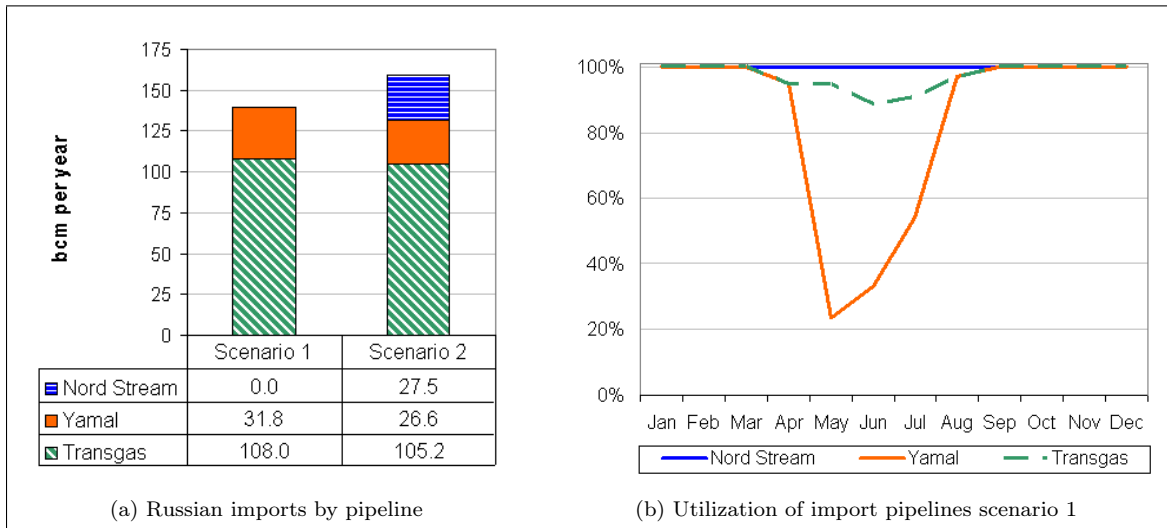 175
150
125
100
75
50
25
0
bcm per year
Scenario 1 Scenario 2
Nord Stream 0.0 27.5
Yamal 31.8 26.6
Transgas 108.0 105.2
(a) Russian imports by pipeline
100%
80%
60%
40%
20%
0%
Jan Feb Mar Apr May Jun Jul Aug Sep Oct Nov Dec
Nord Stream Yamal Transgas
(b) Utilization of import pipelines scenario 1